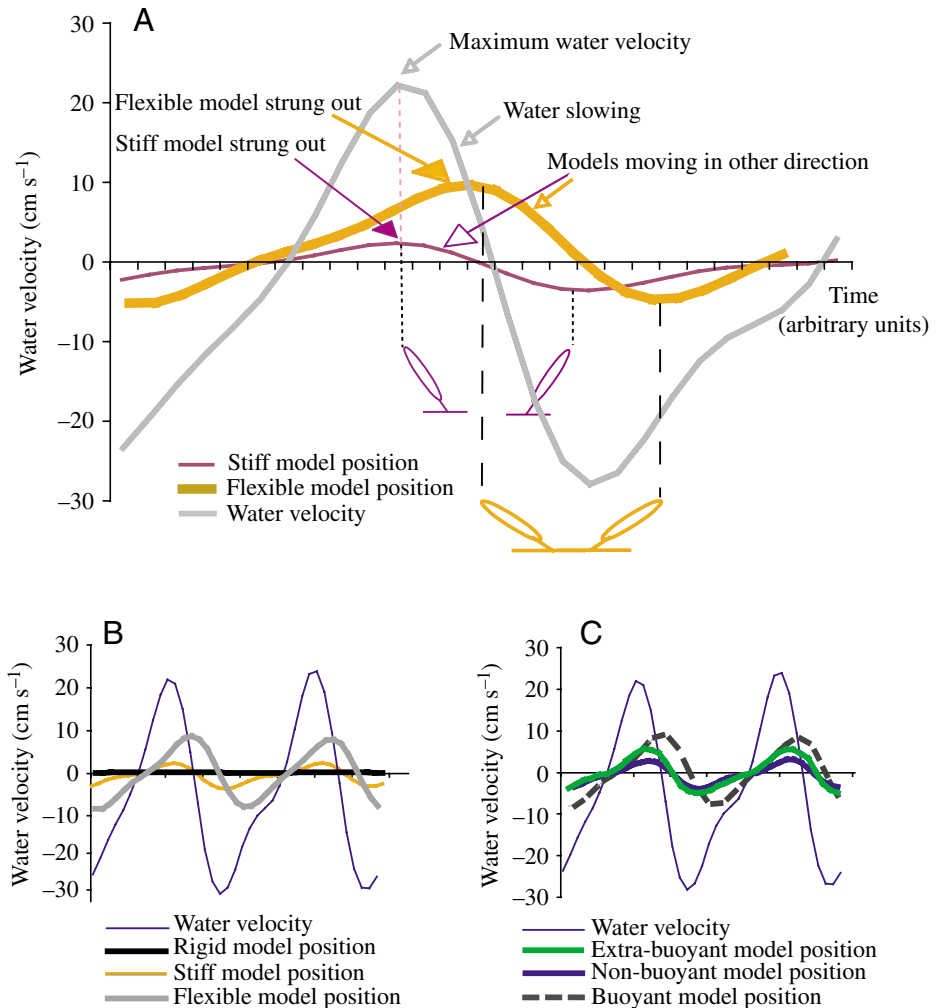 A
30
20
10
0
–10
–20
–30
Water velocity (cm s⁻¹)
Maximum water velocity
Flexible model strung out
Water slowing
Stiff model strung out
Models moving in other direction
Time
(arbitrary units)
Stiff model position
Flexible model position
Water velocity
B
30
20
10
0
–10
–20
–30
Water velocity (cm s⁻¹)
Water velocity
Rigid model position
Stiff model position
Flexible model position
C
30
20
10
0
–10
–20
–30
Water velocity (cm s⁻¹)
Water velocity
Extra-buoyant model position
Non-buoyant model position
Buoyant model position